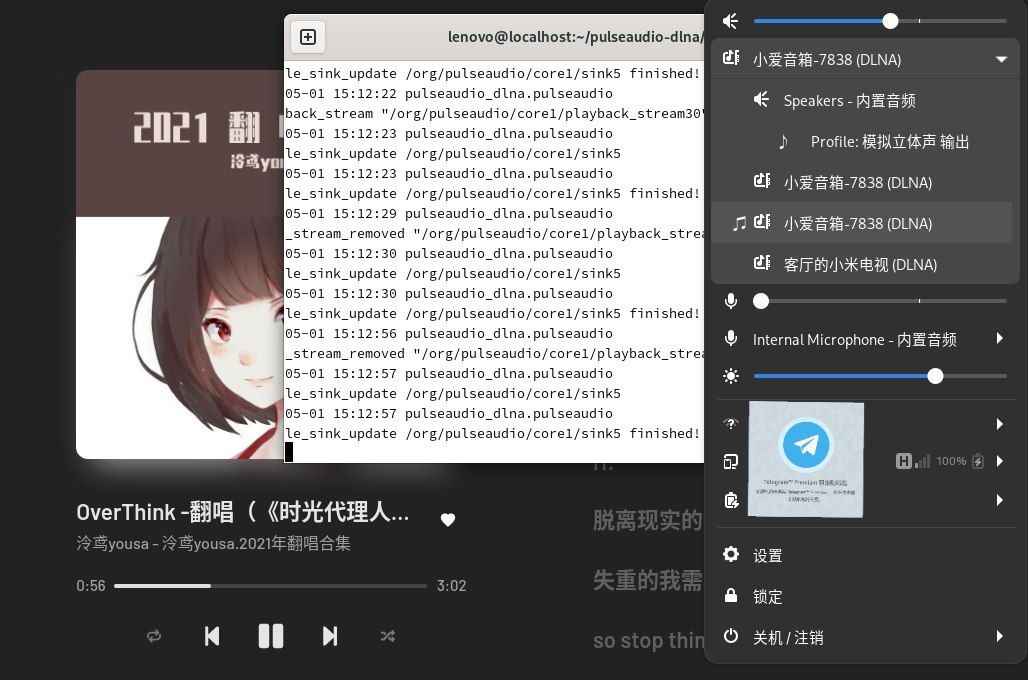 2021 翻
泠鸢you
OverThink -翻唱（《时光代理人...
泠鸢yousa - 泠鸢yousa.2021年翻唱合集
0:56
3:02
脱离现实的
失重的我需
so stop thin
lenovo@localhost:~/pulseaudio-dlna/
le_sink_update /org/pulseaudio/core1/sink5 finished!
05-01 15:12:22 pulseaudio_dlna.pulseaudio
back_stream "/org/pulseaudio/core1/playback_stream30"
05-01 15:12:23 pulseaudio_dlna.pulseaudio
le_sink_update /org/pulseaudio/core1/sink5
05-01 15:12:23 pulseaudio_dlna.pulseaudio
le_sink_update /org/pulseaudio/core1/sink5 finished!
05-01 15:12:29 pulseaudio_dlna.pulseaudio
_stream_removed "/org/pulseaudio/core1/playback_strea
05-01 15:12:30 pulseaudio_dlna.pulseaudio
le_sink_update /org/pulseaudio/core1/sink5
05-01 15:12:30 pulseaudio_dlna.pulseaudio
le_sink_update /org/pulseaudio/core1/sink5 finished!
05-01 15:12:56 pulseaudio_dlna.pulseaudio
_stream_removed "/org/pulseaudio/core1/playback_strea
05-01 15:12:57 pulseaudio_dlna.pulseaudio
le_sink_update /org/pulseaudio/core1/sink5
05-01 15:12:57 pulseaudio_dlna.pulseaudio
le_sink_update /org/pulseaudio/core1/sink5 finished!
小爱音箱-7838 (DLNA)
Speakers - 内置音频
Profile: 模拟立体声 输出
小爱音箱-7838 (DLNA)
小爱音箱-7838 (DLNA)
客厅的小米电视 (DLNA)
Internal Microphone - 内置音频
H
100%
设置
锁定
关机 / 注销